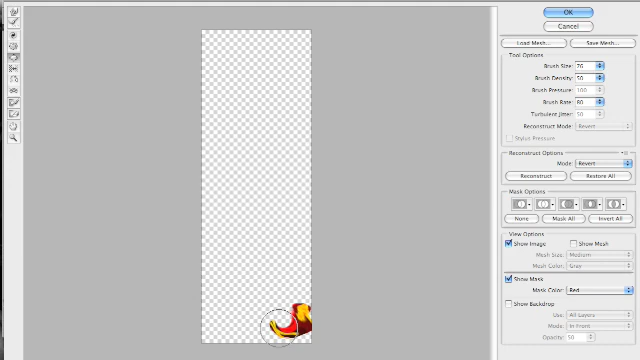 OK
Cancel
Load Mesh... Save Mesh...
Tool Options
Brush Size: 76
Brush Density: 50
Brush Pressure: 100
Brush Rate: 80
Turbulent Jitter: 50
Reconstruct Mode: Revert
Stylus Pressure
Reconstruct Options
Mode: Revert
Reconstruct Restore All
Mask Options
None Mask All Invert All
View Options
Show Image Show Mesh
Mesh Size: Medium
Mesh Color: Gray
Show Mask
Mask Color: Red
Show Backdrop
Use: All Layers
Mode: In Front
Opacity: 50